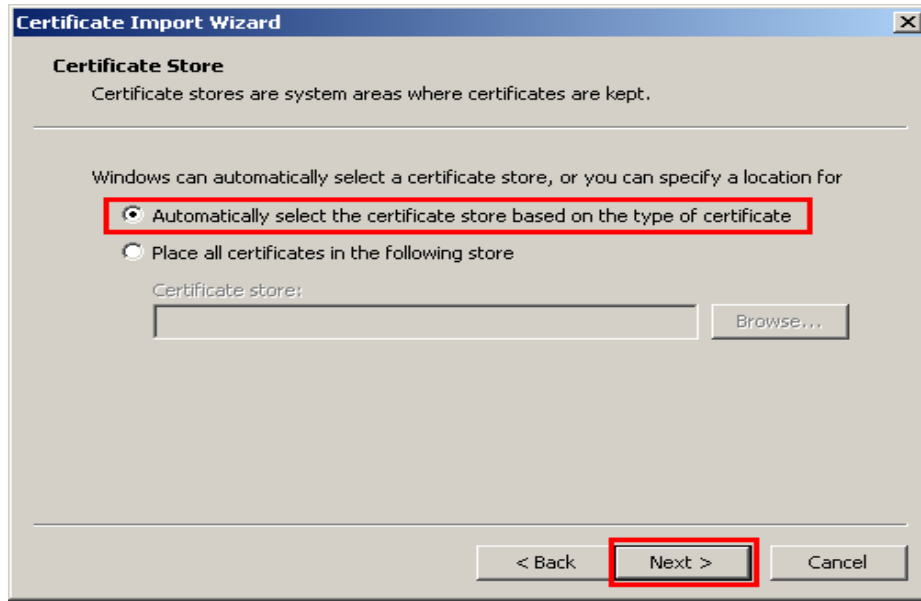 Certificate Import Wizard
Certificate Store
Certificate stores are system areas where certificates are kept.
Windows can automatically select a certificate store, or you can specify a location for
Automatically select the certificate store based on the type of certificate
Place all certificates in the following store
Certificate store:
Browse...
< Back Next > Cancel